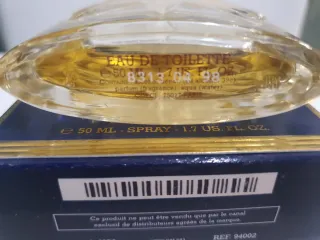 EAU DE TOILETTE
8313 04 98
e 50 ML - SPRAY - 1.7 US. FL. OZ.
Ce produit ne peut être vendu que par le canal
exclusif de distributeurs agréés de la marque.
REF 94002